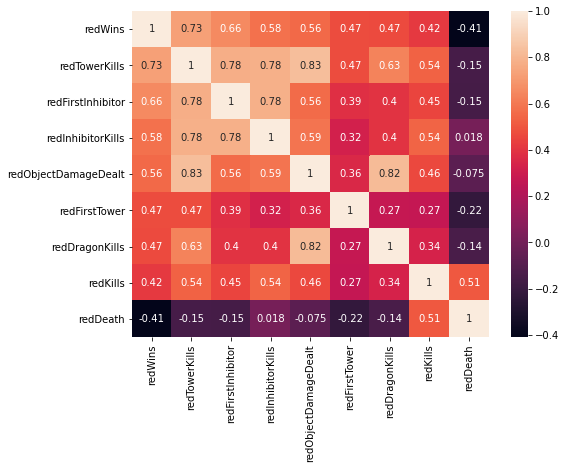 redWins 1 0.73 0.66 0.58 0.56 0.47 0.47 0.42 -0.41
redTowerKills 0.73 1 0.78 0.78 0.83 0.47 0.63 0.54 -0.15
redFirstInhibitor 0.66 0.78 1 0.78 0.56 0.39 0.4 0.45 -0.15
redInhibitorKills 0.58 0.78 0.78 1 0.59 0.32 0.4 0.54 0.018
redObjectDamageDealt 0.56 0.83 0.56 0.59 1 0.36 0.82 0.46 -0.075
redFirstTower 0.47 0.47 0.39 0.32 0.36 1 0.27 0.27 -0.22
redDragonKills 0.47 0.63 0.4 0.4 0.82 0.27 1 0.34 -0.14
redKills 0.42 0.54 0.45 0.54 0.46 0.27 0.34 1 0.51
redDeath -0.41 -0.15 -0.15 0.018 -0.075 -0.22 -0.14 0.51 1
redWins
redTowerKills
redFirstInhibitor
redInhibitorKills
redObjectDamageDealt
redFirstTower
redDragonKills
redKills
redDeath
1.0
0.8
0.6
0.4
0.2
0.0
−0.2
−0.4